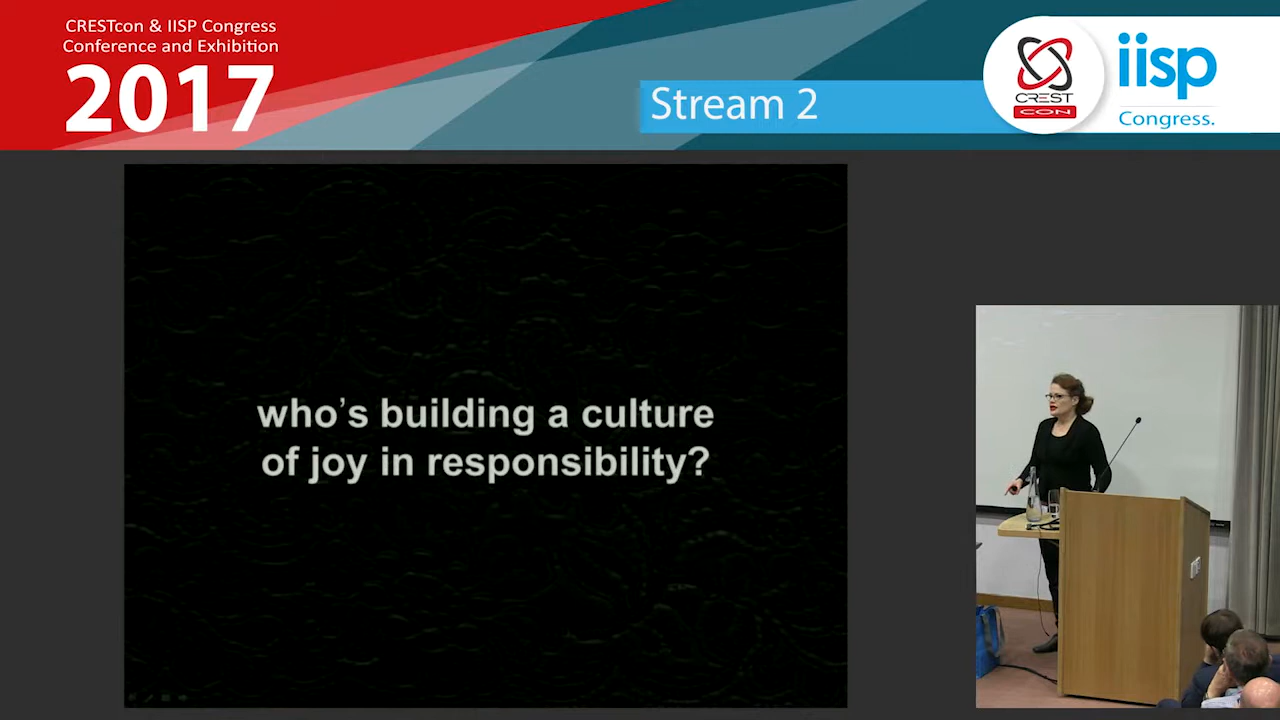 CRESTcon & IISP Congress
Conference and Exhibition
2017
Stream 2
CREST
CON
iisp
Congress.
who’s building a culture
of joy in responsibility?